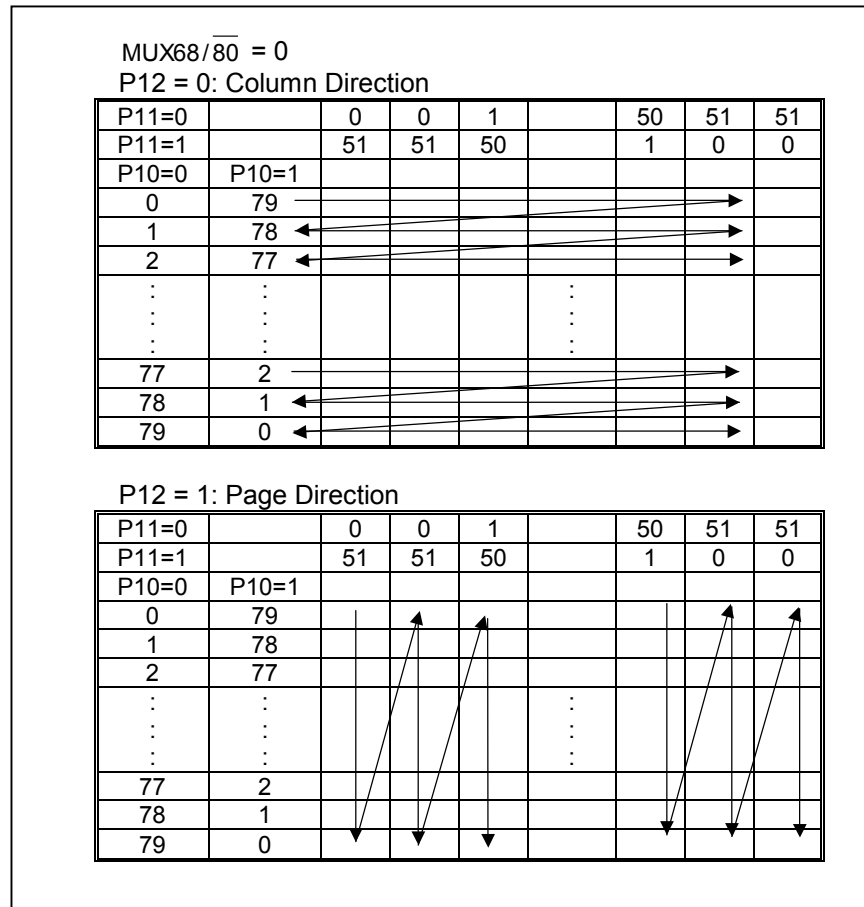 MUX68/80 = 0
P12 = 0: Column Direction
P11=0 0 0 1 50 51 51
P11=1 51 51 50 1 0 0
P10=0 P10=1
0 79
1 78
2 77
: : :
: : :
: : :
77 2
78 1
79 0
P12 = 1: Page Direction
P11=0 0 0 1 50 51 51
P11=1 51 51 50 1 0 0
P10=0 P10=1
0 79
1 78
2 77
: : :
: : :
: : :
77 2
78 1
79 0